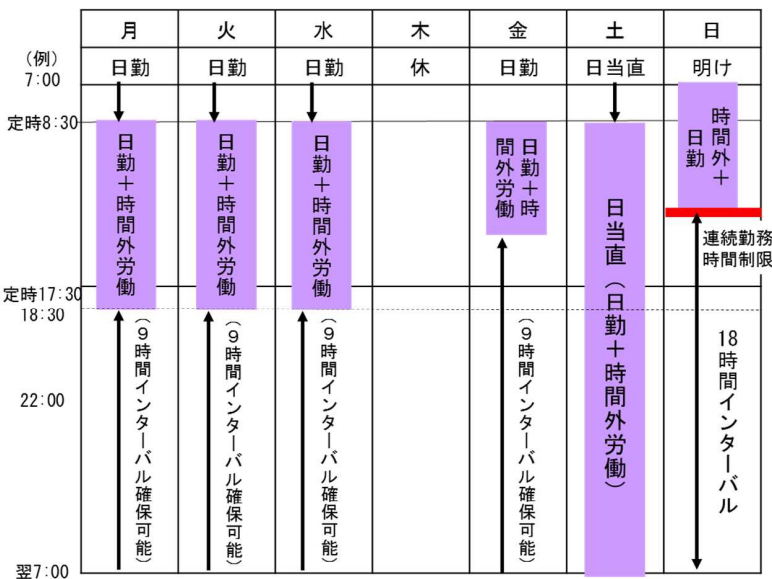 月 火 水 木 金 土 日
(例)
7:00
日勤 日勤 日勤 休 日勤 日当直 明け
定時8:30
日勤＋時間外労働
日勤＋時間外労働
日勤＋時間外労働
日勤＋時
間外労働
日当直（日勤＋時間外労働）
時間外＋
日勤
連続勤務
時間制限
定時17:30
18:30
22:00
翌7:00
（９時間インターバル確保可能）
（９時間インターバル確保可能）
（９時間インターバル確保可能）
（９時間インターバル確保可能）
18時間インターバル